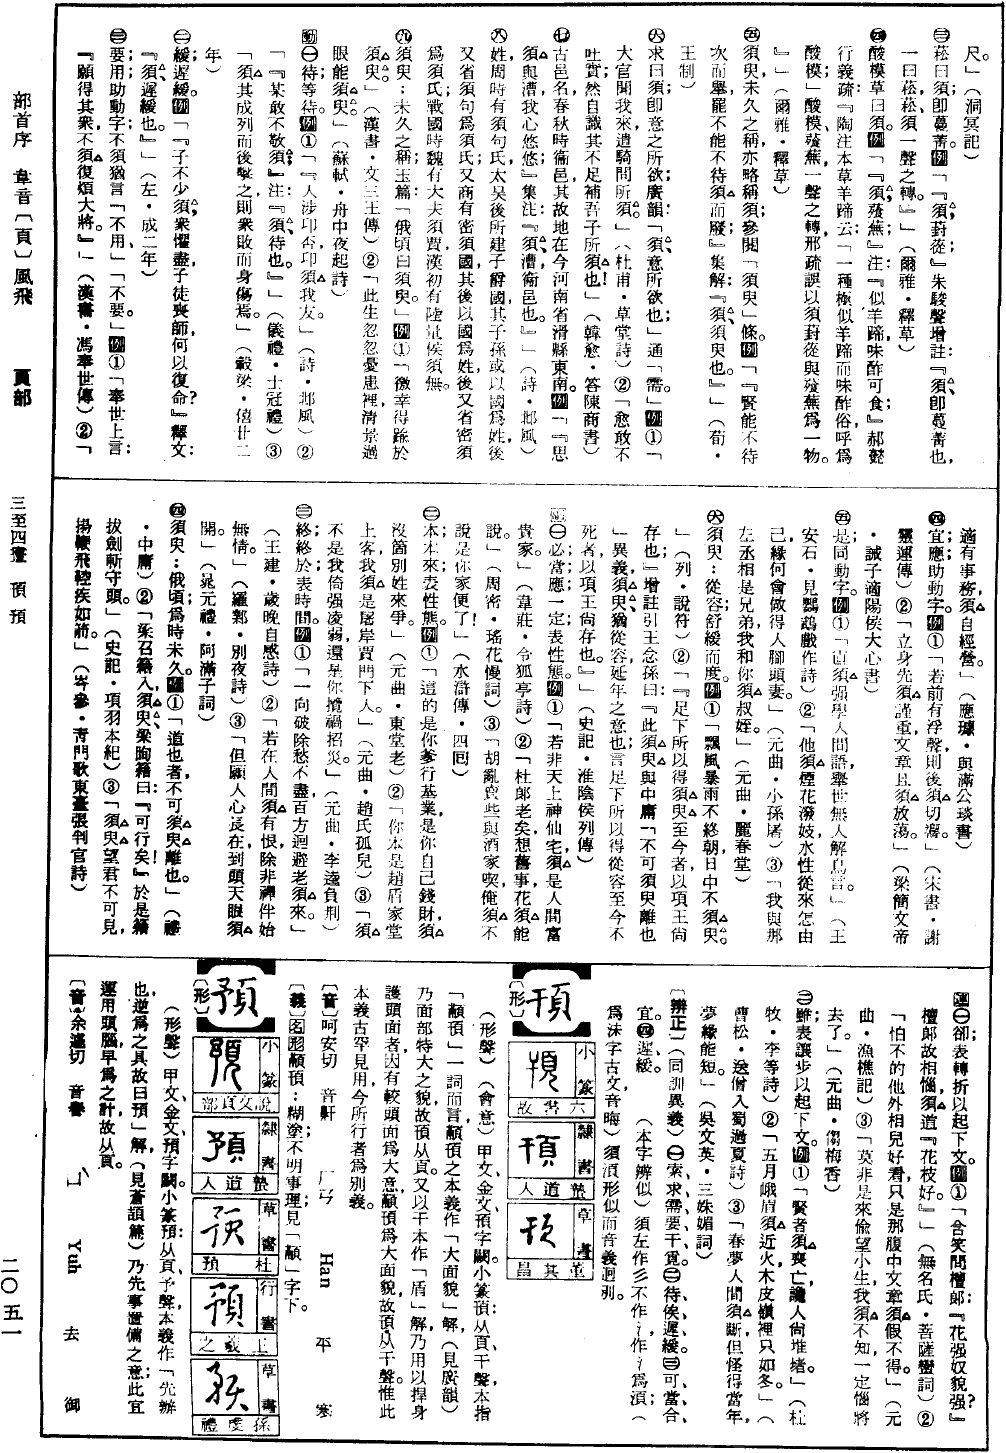 尺。」（洞冥記）
㊂菘曰須即蔓菁。例「『須，葑蓯』朱駿聲增註：『須，即蔓菁也，
一曰菘、菘、須一聲之轉。』」（爾雅・釋草）
㊃酸模草曰須。例「『須，薞蕪』注：『似羊蹄，味酢可食』郝懿
行義疏：『陶注本草羊蹄云：「一種極似羊蹄而味酢，俗呼爲
酸模」酸模、薞蕪，一聲之轉，邢疏誤以須葑從與薞蕪爲一物。
』」（爾雅・釋草）
㊄須臾，未久之稱，亦略稱須；參閱「須臾」條。例「『賢能不待
次而舉，罷不能不待須而廢』集解：『須，須臾也。』」（荀・
王制）
㊅求曰須，即意之所欲；廣韻：「須，意所欲也」通「需。」例①「
大官聞我來，遣騎問所須。」（杜甫・草堂詩）②「愈敢不
吐實，然自識其不足補吾子所須也！」（韓愈・答陳商書）
㊆古邑名，春秋時衞邑，其故地在今河南省滑縣東南。例「『思
須與漕，我心悠悠』集注：『須、漕，衞邑也。』」（詩・邶風）
㊇姓，周時有須句氏，太昊後所建子爵國，其子孫或以國爲姓，後
又省須句爲須氏；又商有密須國，其後以國爲姓，後又省密須
爲須氏；戰國時魏有大夫須賈；漢初有陸量侯須無。
㊈須臾：未久之稱；玉篇：「俄頃曰須臾。」例①「徼幸得踰於
須臾」（漢書・文三王傳）②「此生忽忽憂患裡，清景過
眼能須臾。」（蘇軾・舟中夜起詩）
動㊀待；等待。例①「人涉卬否，卬須我友」（詩・邶風）②
「『某敢不敬須』注：『須，待也。』」（儀禮・士冠禮）③
「須其成列而後擊之，則衆敗而身傷焉。」（穀梁・僖廿二
年）
㊁緩；遲緩。例「『子不少須，衆懼盡，子徒喪師，何以復命？』釋文：
『須，遲緩也。』」（左・成二年）
㊂要；用助動字，不須猶言「不用」、「不要。」例①「奉世上言：
『願得其衆，不須復煩大將。』」（漢書・馮奉世傳）②「
適有事務，須自經營。」（應璩・與滿公琰書）
㊃宜；應，助動字。例①「若前有浮聲，則後須切響。」（宋書・謝
靈運傳）②「立身先須謹重，文章且須放蕩。」（梁簡文帝
・誡子當陽侯大心書）
㊄是，同動字。例①「直須强學人間語，舉世無人解鳥言。」（王
安石・見鸚鵡戲作詩）②「他須煙花潑妓，水性從來怎由
己，緣何會做得人脚頭妻。」（元曲・小孫屠）③「我與那
左丞相是兄弟，我和你須叔姪。」（元曲・麗春堂）
㊅須臾：從容；舒緩而度。例①「飄風暴雨不終朝，日中不須臾。
」（列・說符）②「『足下所以得須臾至今者，以項王尙
存也』增註引王念孫曰：『此須臾與中庸「不可須臾離也
」異義，須臾猶從容，延年之意也；言足下所以得從容至今不
死者，以項王尙存也。』」（史記・淮陰侯列傳）
副㊀必；當；應；一定，表性態。例①「若非天上神仙宅，須是人間富
貴家。」（韋莊・令狐亭詩）②「杜郎老矣，想舊事花須能
說。」（周密・瑤花慢詞）③「胡亂賣些與洒家喫，俺須不
說是你家便了！」（水滸傳・四回）
㊁本；本來，表性態。例①「這的是你爹行基業，是你自己錢財，須
沒箇別姓來爭。」（元曲・東堂老）②「你本是趙盾家堂
上客，我須是屠岸賈門下人。」（元曲・趙氏孤兒）③「須
不是我倚强凌弱，還是你攬禍招災。」（元曲・李逵負荆）
㊂終；終於，表時間。例①「一向破除愁不盡，百方迴避老須來。」
（王建・歲晚自感詩）②「若在人間須有恨，除非禪伴始
無情。」（羅鄴・別夜詩）③「但願人心長在，到頭天眼須
開。」（晁元禮・河滿子詞）
㊃須臾：俄頃，爲時未久。例①「道也者，不可須臾離也。」（禮
・中庸）②「梁召籍入，須臾，梁眴籍曰：『可行矣！』於是籍
拔劍斬守頭。」（史記・項羽本紀）③「須臾望君不可見，
揚鞭飛鞚疾如箭。」（岑參・靑門歌東臺張判官詩）
連㊀卻，表轉折以起下文。例①「含笑問檀郎：『花强奴貌强？』
檀郎故相惱，須道『花枝好。』」（無名氏・菩薩蠻詞）②
「怕不的他外相兒好看，只是那腹中文章，須假不得。」（元
曲・漁樵記）③「莫非是來偸望小生，我須不知，一定惱將
去了。」（元曲・㑳梅香）
㊁雖，表讓步以起下文。例①「賢者須喪亡，讒人尙堆堵。」（杜
牧・李等詩）②「五月峨眉須近火，木皮嶺裡只如冬。」（
曹松・送僧入蜀過夏詩）③「春夢人間須斷，但怪得當年，
夢緣能短。」（吳文英・三姝媚詞）
〔辨正〕（同訓異義）㊀索、求、需、要、干、覓。㊁待、俟、遲、緩。㊂可、當、合、
宜。㊃遲、緩。　（本字辨似）須左作彡，不作氵，作氵爲湏（
爲沬字古文，音晦）須湏形似而音義迥別。
頇
〔形〕
小篆　六書故
隸書　鄧道人
草書　董其昌
（形聲）（會意）甲文、金文頇字闕。小篆頇：从頁，干聲，本指
「顢頇」一詞而言，顢頇之本義作「大面貌」解，（見廣韻）
乃面部特大之貌，故頇从頁。又以干本作「盾」解，乃用以捍身
護頭面者，因有較頭面爲大意，顢頇爲大面貌，故頇从干聲。惟此
本義古罕見用，今所行者爲別義。
〔音〕呵安切　音鼾　ㄏㄢ　Han　平　寒
〔義〕名形顢頇：糊塗不明事理；見「顢」字下。
預
〔形〕
小篆　說文頁部
隸書　鄧道人
草書　杜預
行書　王羲之
草書　孫虔禮
（形聲）甲文、金文預字闕。小篆預：从頁，予聲，本義作「先辦
也；逆爲之具，故曰預」解，（見蒼頡篇）乃先事置備之意；此宜
運用頭腦早爲之計，故从頁。
〔音〕余遽切　音譽　ㄩˋ　Yuh　去　御
部首序　韋音〔頁〕風飛　頁部　三至四畫　頇　預　二〇五一